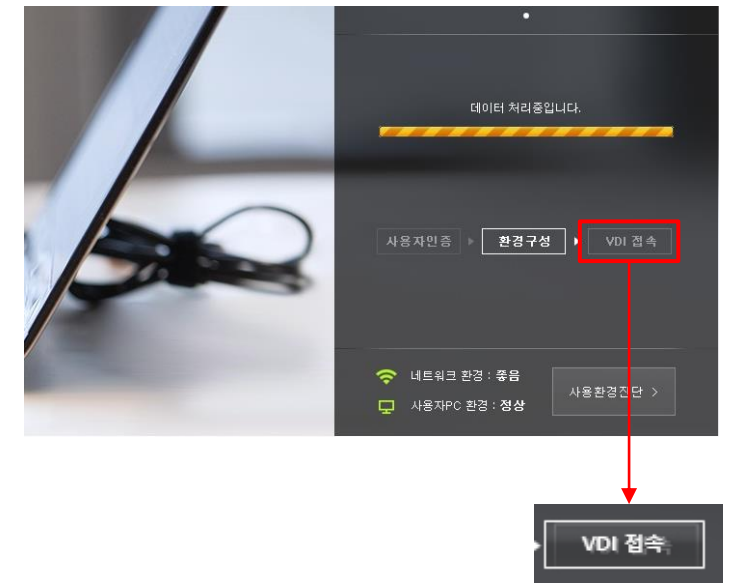 데이터 처리중입니다.
사용자인증 환경구성 VDI 접속
네트워크 환경 : 좋음
사용자PC 환경 : 정상
사용환경진단 >
VDI 접속